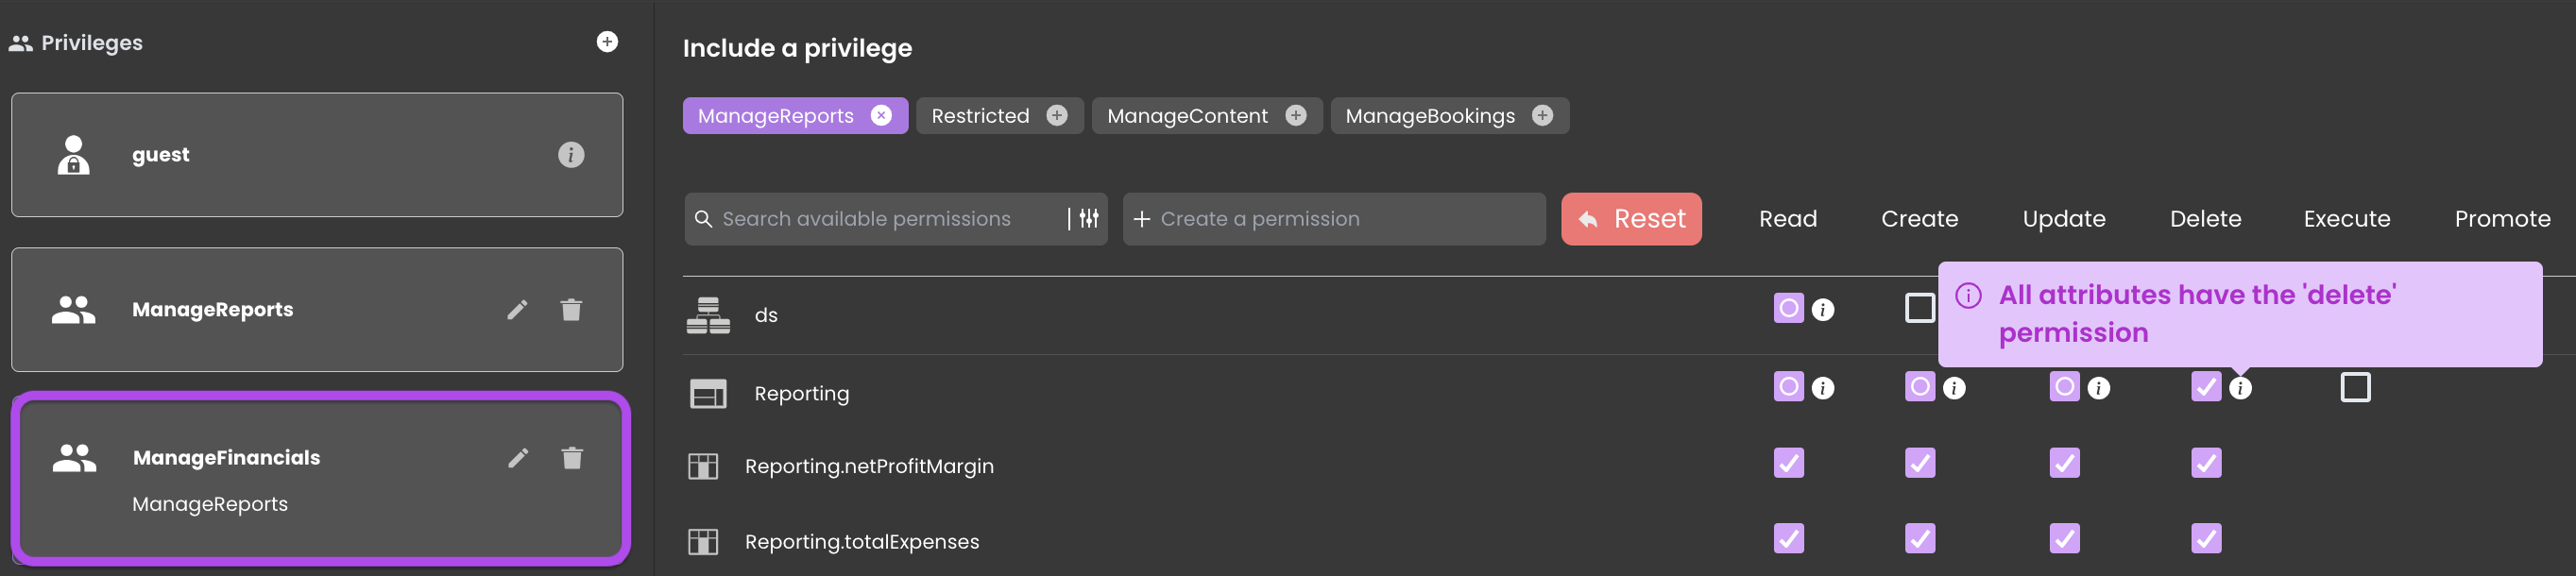 Privileges
guest
ManageReports
ManageFinancials
ManageReports
Include a privilege
ManageReports Restricted ManageContent ManageBookings
Search available permissions Create a permission Reset Read Create Update Delete Execute Promote
All attributes have the 'delete'
permission
ds
Reporting
Reporting.netProfitMargin
Reporting.totalExpenses